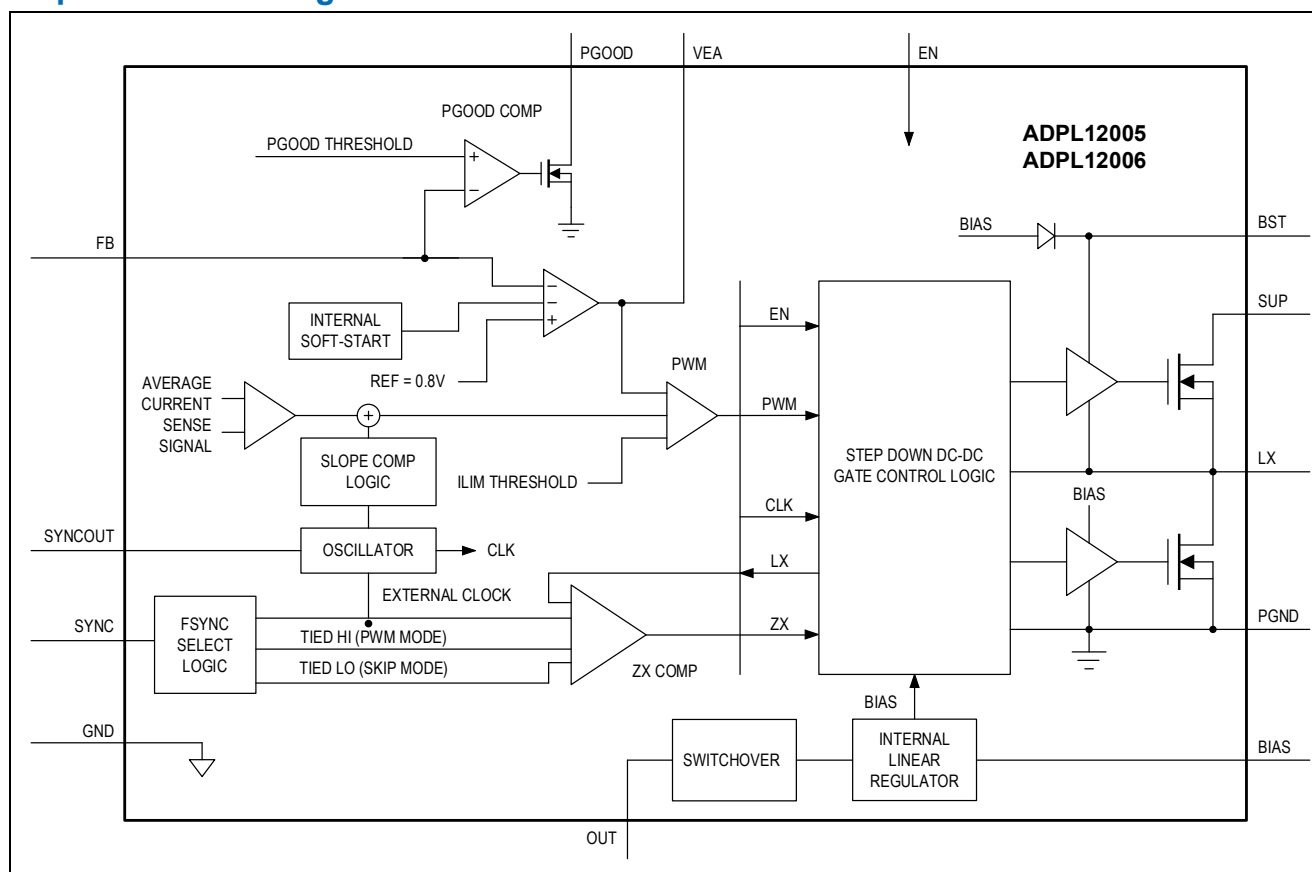 PGOOD
VEA
EN
PGOOD COMP
ADPL12005
ADPL12006
PGOOD THRESHOLD
+
−
BIAS
BST
FB
SUP
−
−
+
INTERNAL
SOFT-START
EN
REF = 0.8V
PWM
AVERAGE
CURRENT
SENSE
SIGNAL
+
PWM
STEP DOWN DC-DC
GATE CONTROL LOGIC
LX
SLOPE COMP
LOGIC
ILIM THRESHOLD
BIAS
CLK
SYNCOUT
OSCILLATOR
CLK
LX
EXTERNAL CLOCK
SYNC
FSYNC
SELECT
LOGIC
TIED HI (PWM MODE)
TIED LO (SKIP MODE)
ZX COMP
ZX
PGND
BIAS
GND
SWITCHOVER
INTERNAL
LINEAR
REGULATOR
BIAS
OUT